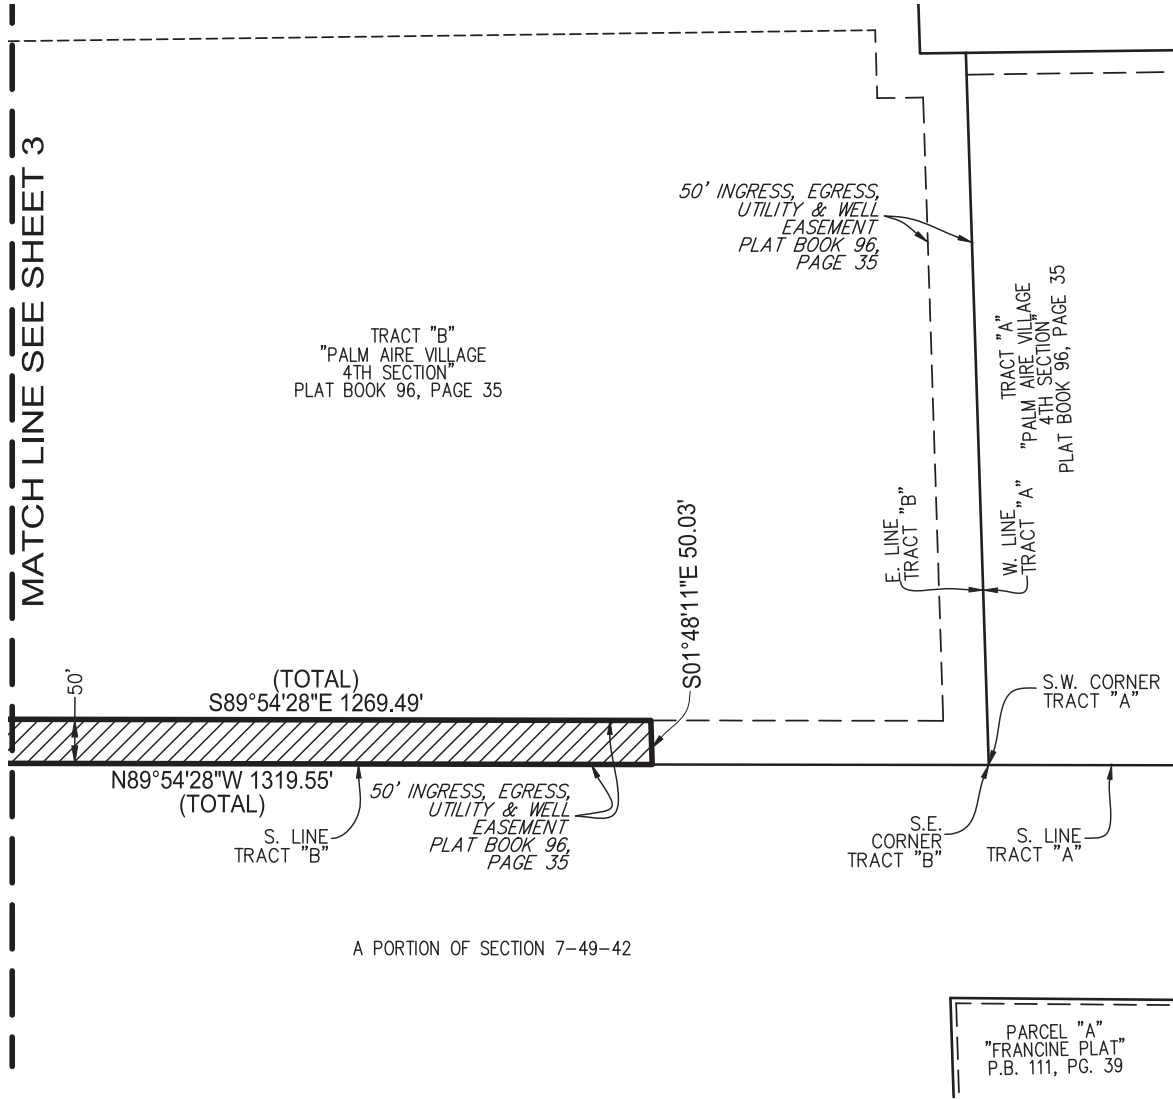 MATCH LINE SEE SHEET 3
50' INGRESS, EGRESS,
UTILITY & WELL
EASEMENT
PLAT BOOK 96,
PAGE 35
TRACT "A"
"PALM AIRE VILLAGE
4TH SECTION"
PLAT BOOK 96, PAGE 35
TRACT "B"
"PALM AIRE VILLAGE
4TH SECTION"
PLAT BOOK 96, PAGE 35
E. LINE
TRACT "B"
W. LINE
TRACT "A"
S01°48'11"E 50.03'
50'
(TOTAL)
S89°54'28"E 1269.49'
S.W. CORNER
TRACT "A"
N89°54'28"W 1319.55'
(TOTAL)
S. LINE
TRACT "B"
50' INGRESS, EGRESS,
UTILITY & WELL
EASEMENT
PLAT BOOK 96,
PAGE 35
S.E.
CORNER
TRACT "B"
S. LINE
TRACT "A"
A PORTION OF SECTION 7-49-42
PARCEL "A"
"FRANCINE PLAT"
P.B. 111, PG. 39